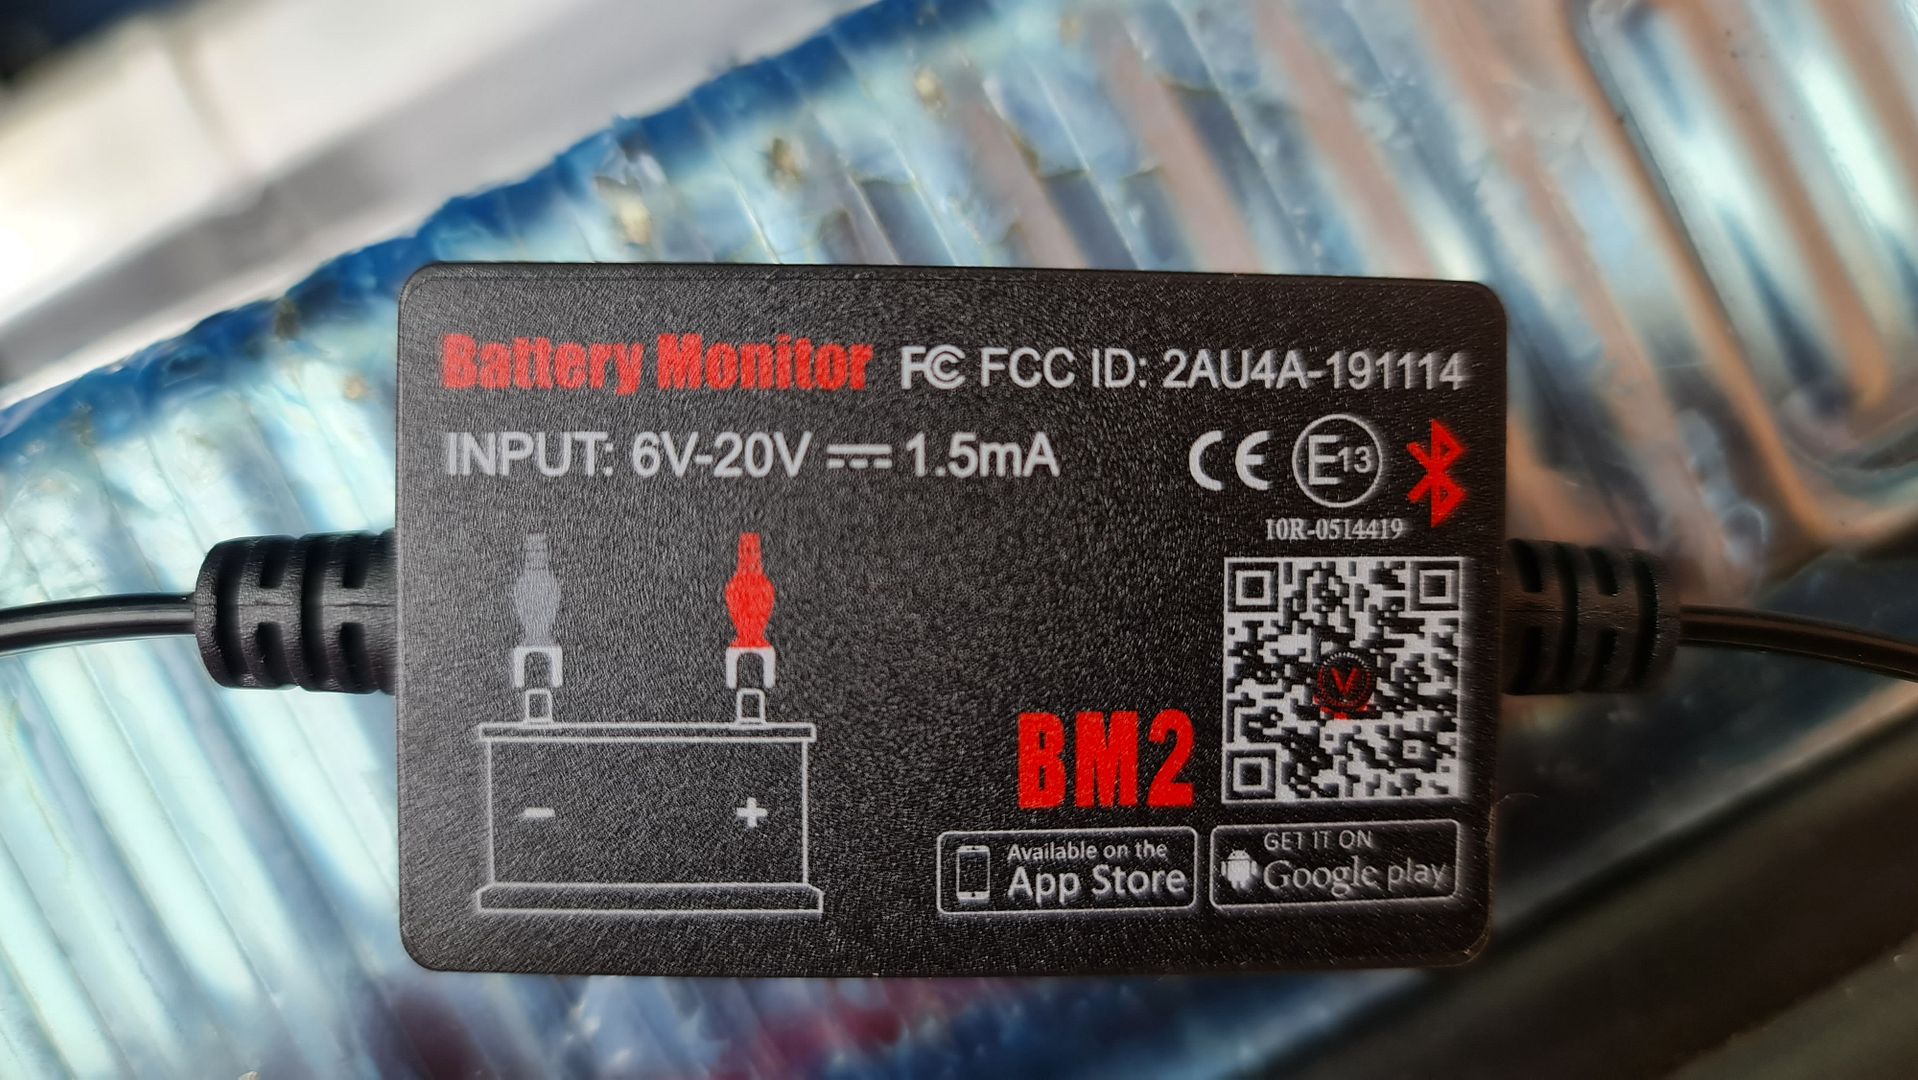 Battery Monitor FC FCC ID: 2AU4A-191114
INPUT: 6V-20V ⎓ 1.5mA
CE E13
10R-0514419
V
- +
BM2
Available on the
App Store
GET IT ON
Google play